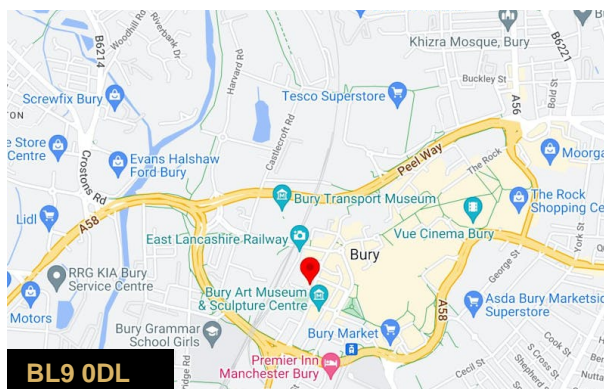 Woodhill Rd
Riverbank Dr
B6214
Harvard Rd
Khizra Mosque, Bury
B6221
Buckley St
Bold St
Screwfix Bury
Tesco Superstore
A56
TON
Castlecroft Rd
e Store
Centre
Crostons Rd
Evans Halshaw
Ford Bury
Peel Way
The Rock
Moorga
Lidl
A58
Bury Transport Museum
The Rock
Shopping Ce
East Lancashire Railway
Vue Cinema Bury
York St
Bury
RRG KIA Bury
Service Centre
George St
Motors
Bury Art Museum
& Sculpture Centre
A58
Asda Bury Marketsid
Superstore
Bury Grammar
School Girls
Bury Market
Cook St
S Cross St
Premier Inn
Manchester Bury
Cecil St
Ber
Nutta
BL9 0DL